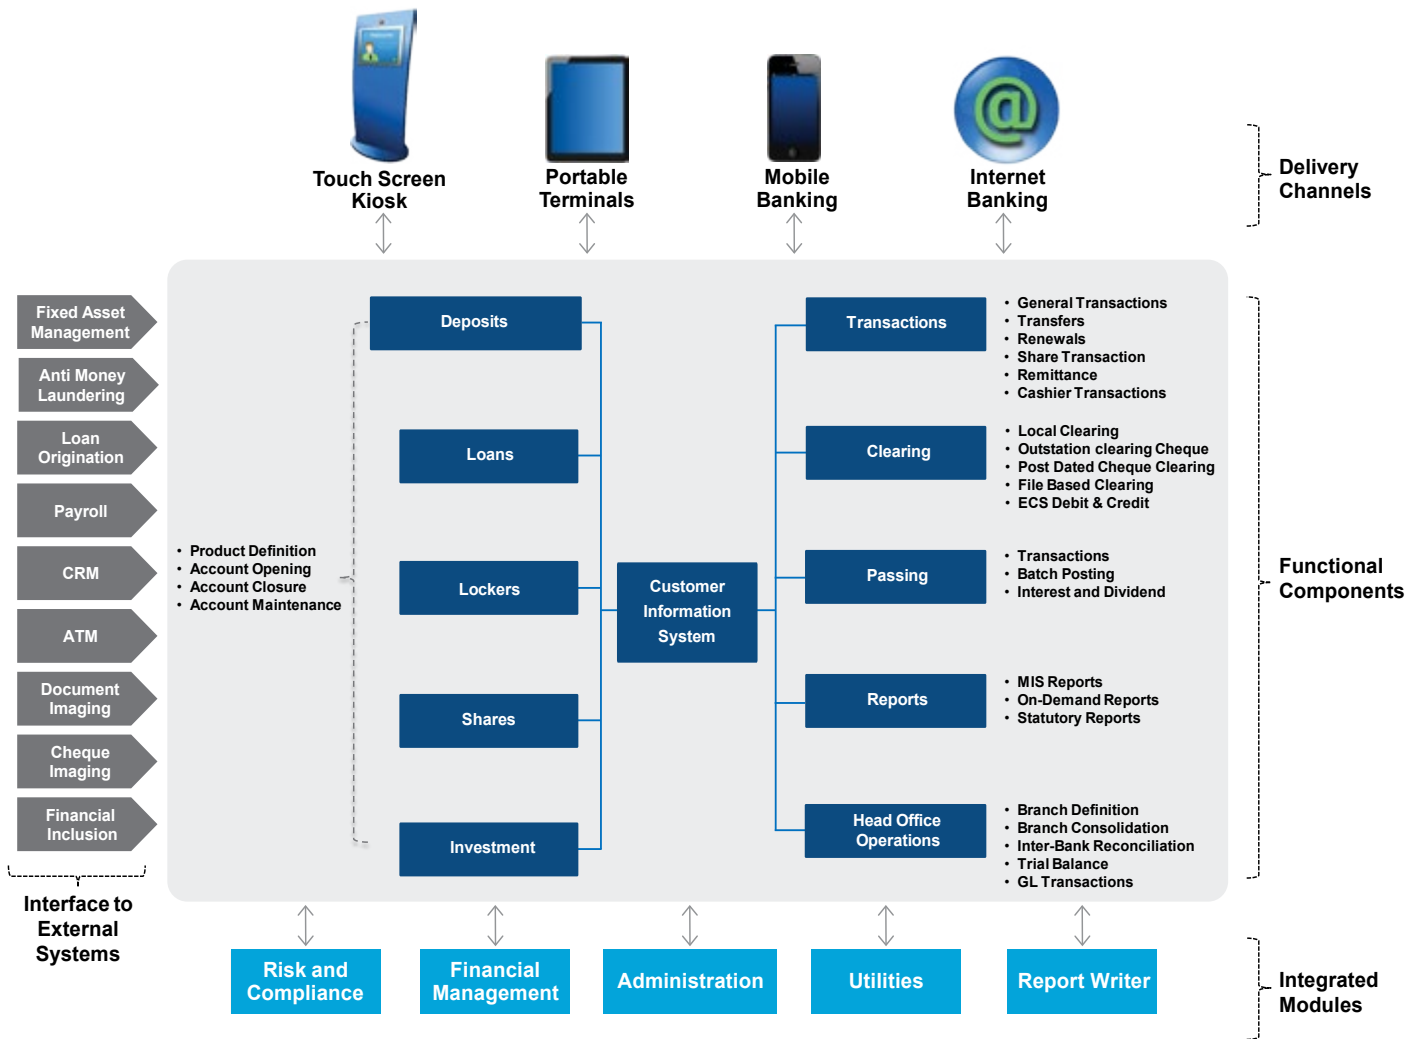 Touch Screen
Kiosk
Portable
Terminals
Mobile
Banking
Internet
Banking
Delivery
Channels
Fixed Asset
Management
Anti Money
Laundering
Loan
Origination
Payroll
CRM
ATM
Document
Imaging
Cheque
Imaging
Financial
Inclusion
Interface to
External
Systems
• Product Definition
• Account Opening
• Account Closure
• Account Maintenance
Deposits
Loans
Lockers
Shares
Investment
Customer
Information
System
Transactions
• General Transactions
• Transfers
• Renewals
• Share Transaction
• Remittance
• Cashier Transactions
Clearing
• Local Clearing
• Outstation clearing Cheque
• Post Dated Cheque Clearing
• File Based Clearing
• ECS Debit & Credit
Passing
• Transactions
• Batch Posting
• Interest and Dividend
Reports
• MIS Reports
• On-Demand Reports
• Statutory Reports
Head Office
Operations
• Branch Definition
• Branch Consolidation
• Inter-Bank Reconciliation
• Trial Balance
• GL Transactions
Functional
Components
Risk and
Compliance
Financial
Management
Administration
Utilities
Report Writer
Integrated
Modules